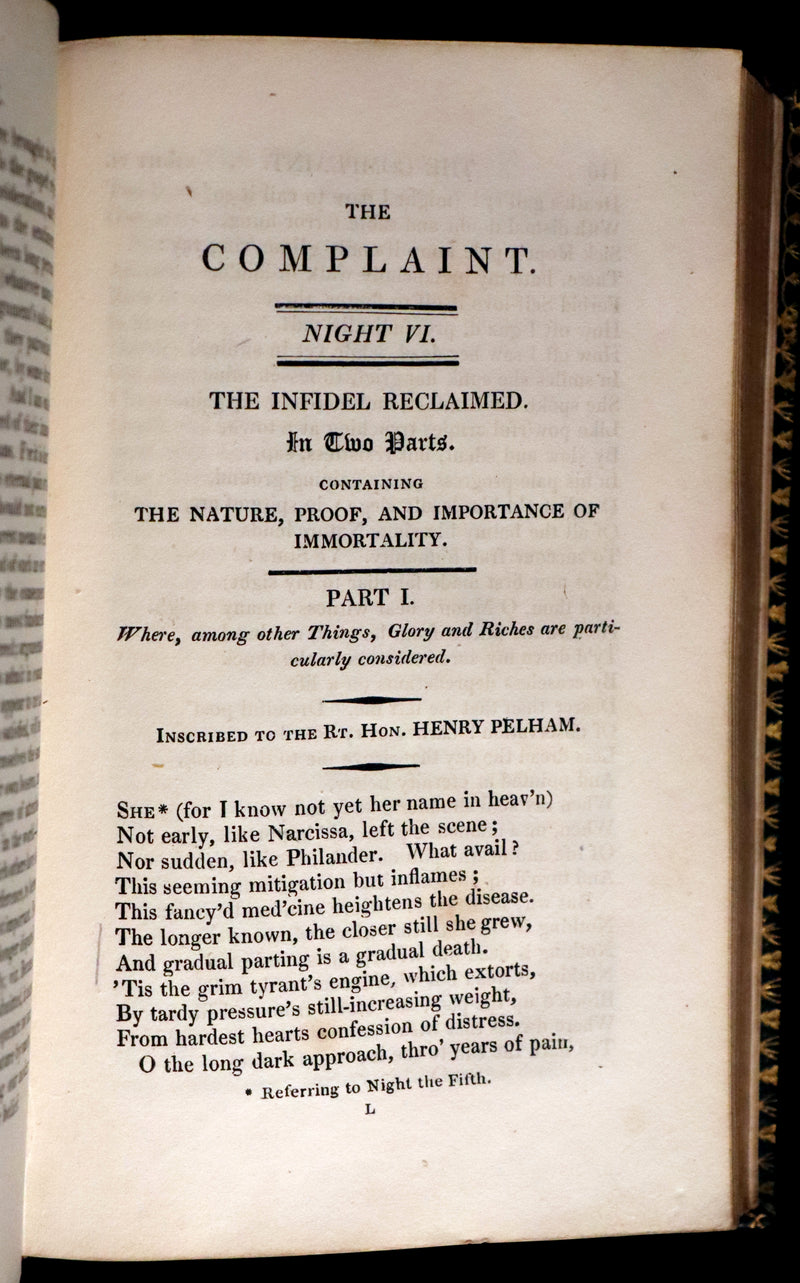 THE
COMPLAINT.
NIGHT VI.
THE INFIDEL RECLAIMED.
In Two Parts.
CONTAINING
THE NATURE, PROOF, AND IMPORTANCE OF
IMMORTALITY.
PART I.
Where, among other Things, Glory and Riches are parti-
cularly considered.
INSCRIBED TO THE RT. HON. HENRY PELHAM.
SHE* (for I know not yet her name in heav'n)
Not early, like Narcissa, left the scene;
Nor sudden, like Philander. What avail?
This seeming mitigation but inflames;
This fancy'd med'cine heightens the disease.
The longer known, the closer still she grew,
And gradual parting is a gradual death.
'Tis the grim tyrant's engine, which extorts,
By tardy pressure's still-increasing weight,
From hardest hearts confession of distress.
O the long dark approach, thro' years of pain,
* Referring to Night the Fifth.
L